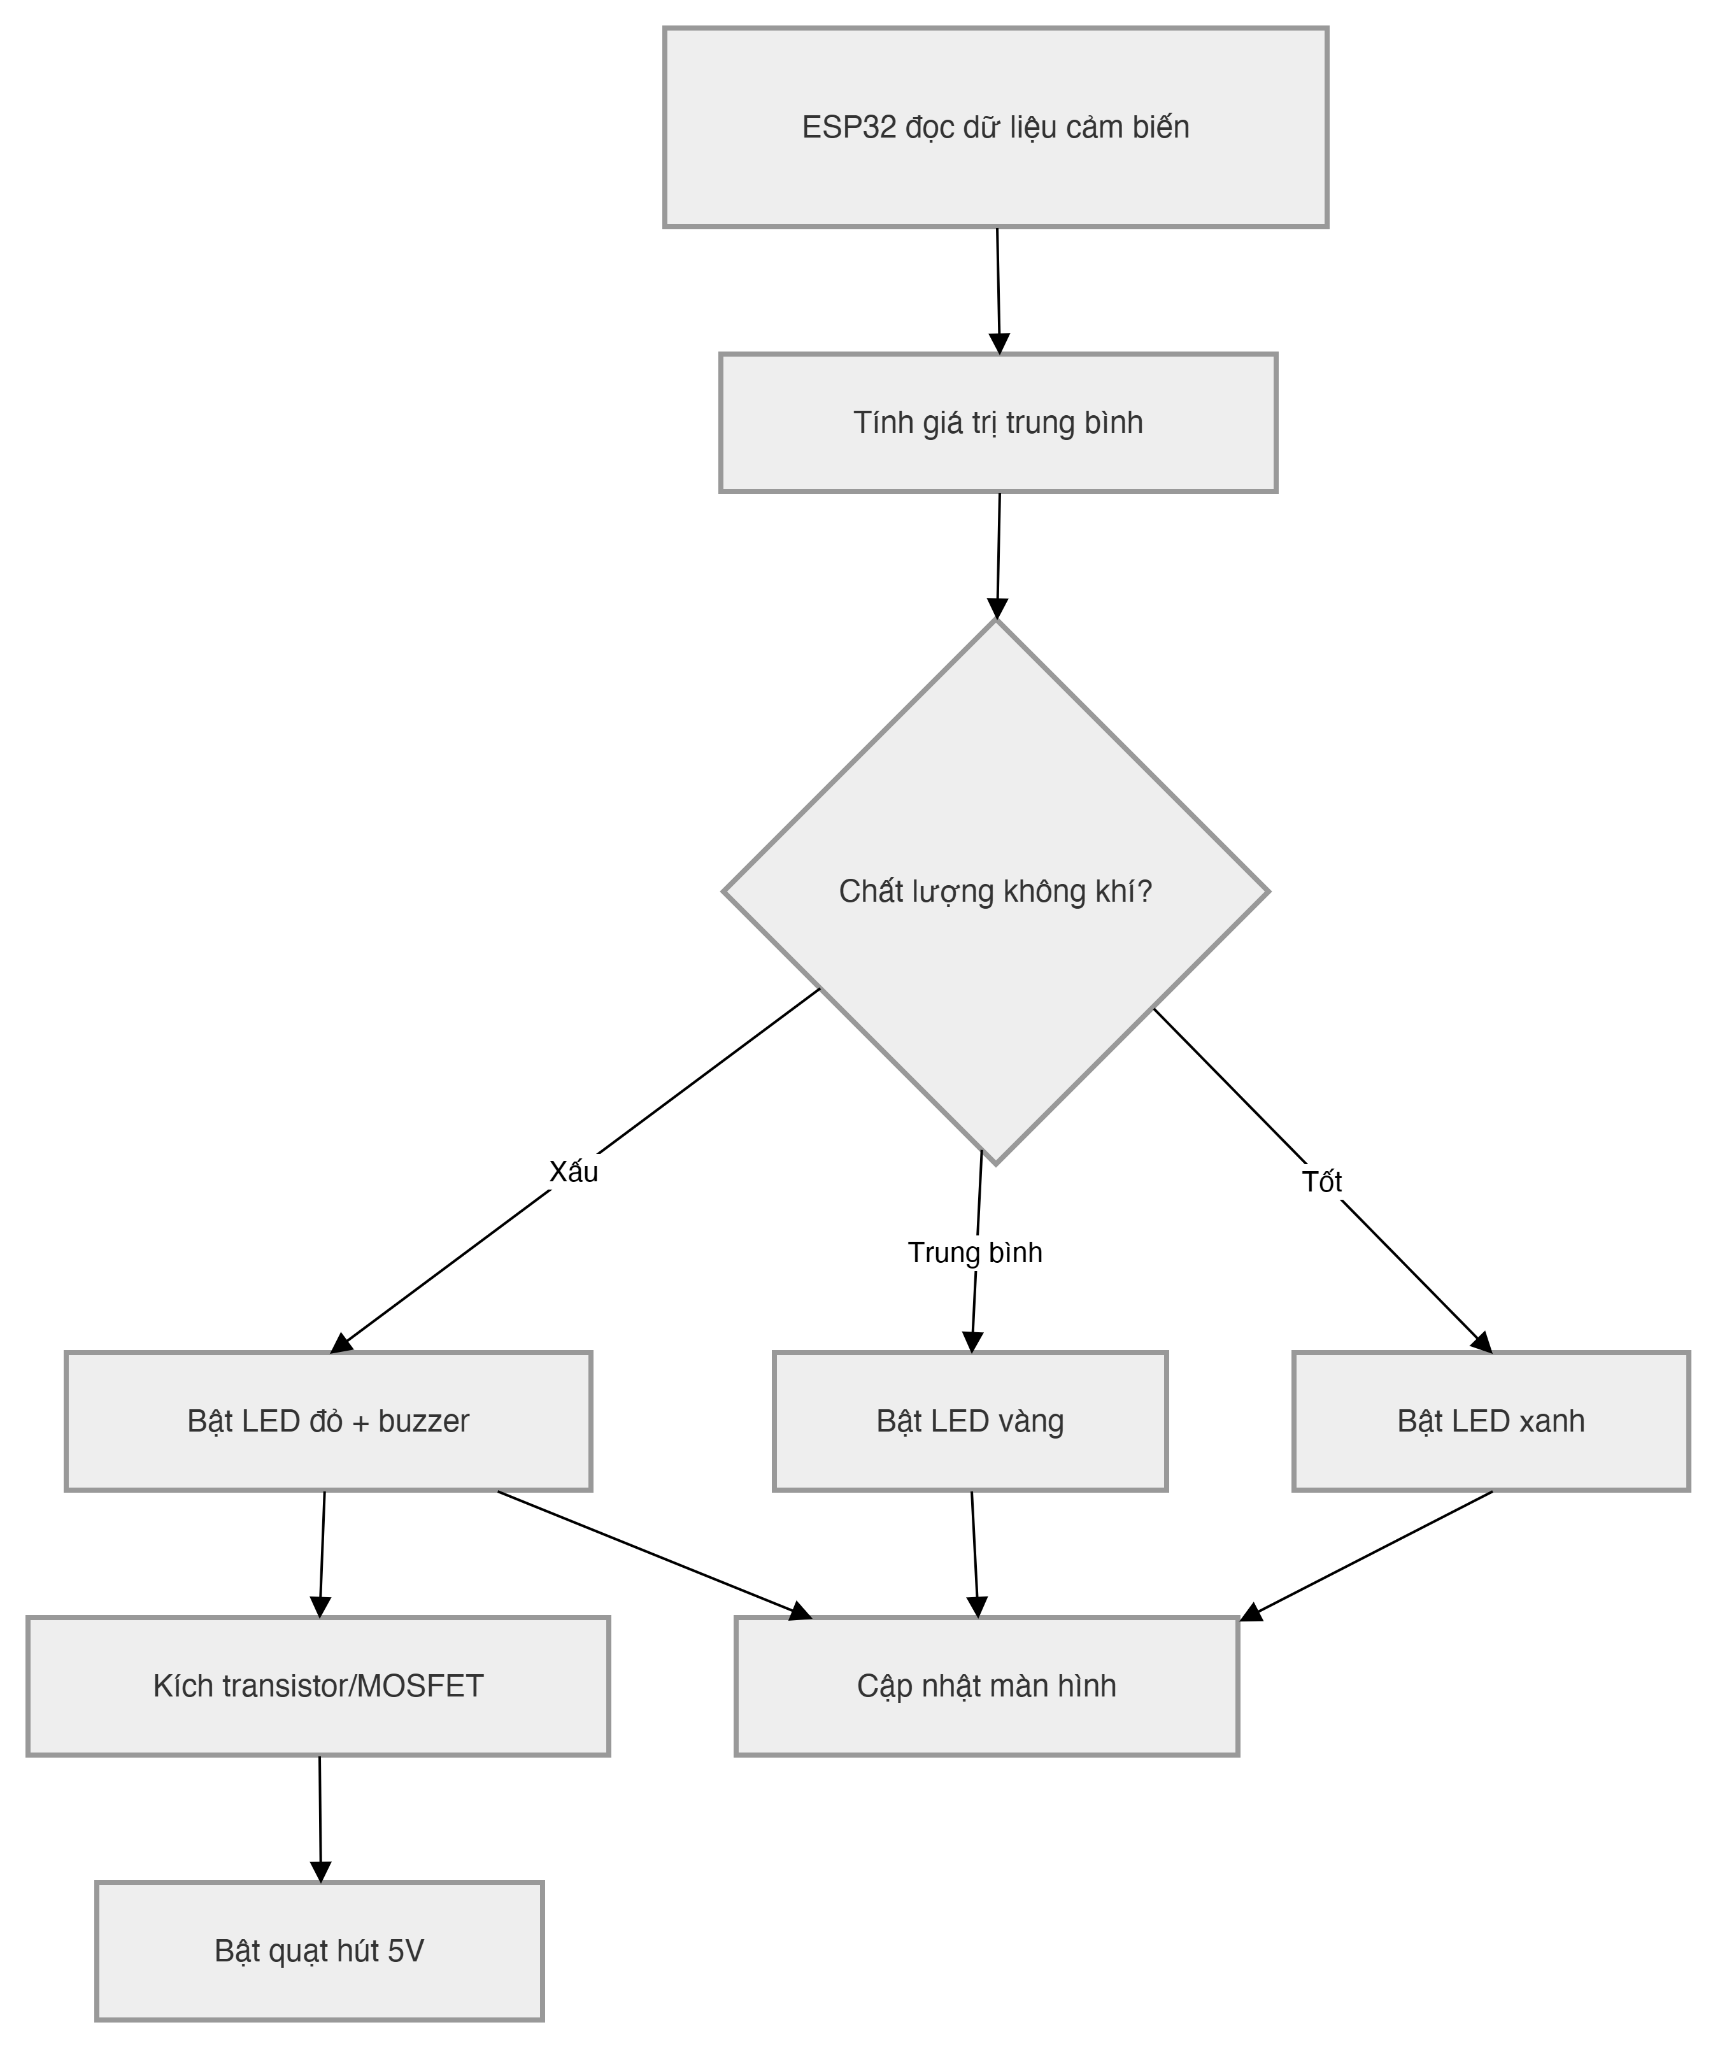 ESP32 đọc dữ liệu cảm biến
Tính giá trị trung bình
Chất lượng không khí?
Xấu
Trung bình
Tốt
Bật LED đỏ + buzzer
Bật LED vàng
Bật LED xanh
Kích transistor/MOSFET
Cập nhật màn hình
Bật quạt hút 5V